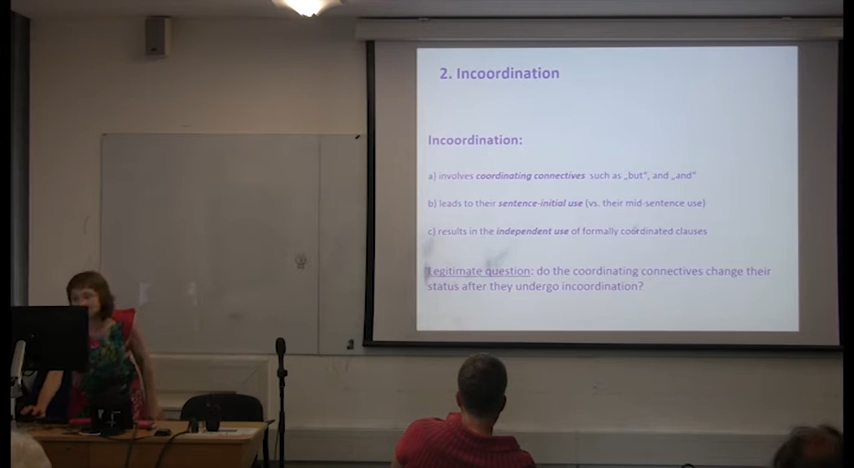 2. Incoordination
Incoordination:
a) involves coordinating connectives such as „but“, and „and“
b) leads to their sentence-initial use (vs. their mid-sentence use)
c) results in the independent use of formally coordinated clauses
Legitimate question: do the coordinating connectives change their
status after they undergo incoordination?